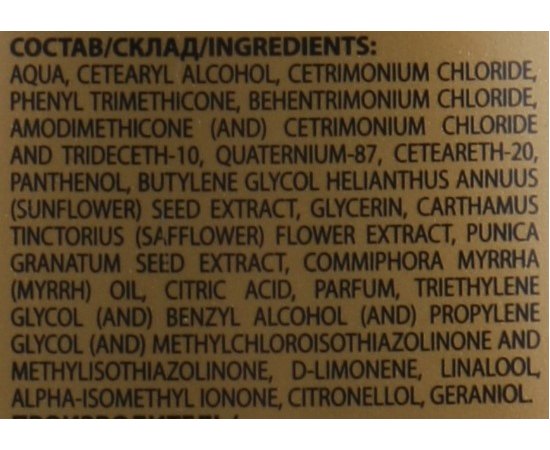 СОСТАВ/СКЛАД/INGREDIENTS:
AQUA, CETEARYL ALCOHOL, CETRIMONIUM CHLORIDE,
PHENYL TRIMETHICONE, BEHENTRIMONIUM CHLORIDE,
AMODIMETHICONE (AND) CETRIMONIUM CHLORIDE
AND TRIDECETH-10, QUATERNIUM-87, CETEARETH-20,
PANTHENOL, BUTYLENE GLYCOL HELIANTHUS ANNUUS
(SUNFLOWER) SEED EXTRACT, GLYCERIN, CARTHAMUS
TINCTORIUS (SAFFLOWER) FLOWER EXTRACT, PUNICA
GRANATUM SEED EXTRACT, COMMIPHORA MYRRHA
(MYRRH) OIL, CITRIC ACID, PARFUM, TRIETHYLENE
GLYCOL (AND) BENZYL ALCOHOL (AND) PROPYLENE
GLYCOL (AND) METHYLCHLOROISOTHIAZOLINONE AND
METHYLISOTHIAZOLINONE, D-LIMONENE, LINALOOL,
ALPHA-ISOMETHYL IONONE, CITRONELLOL, GERANIOL.
ПРОИЗВОДИТЕЛЬ/